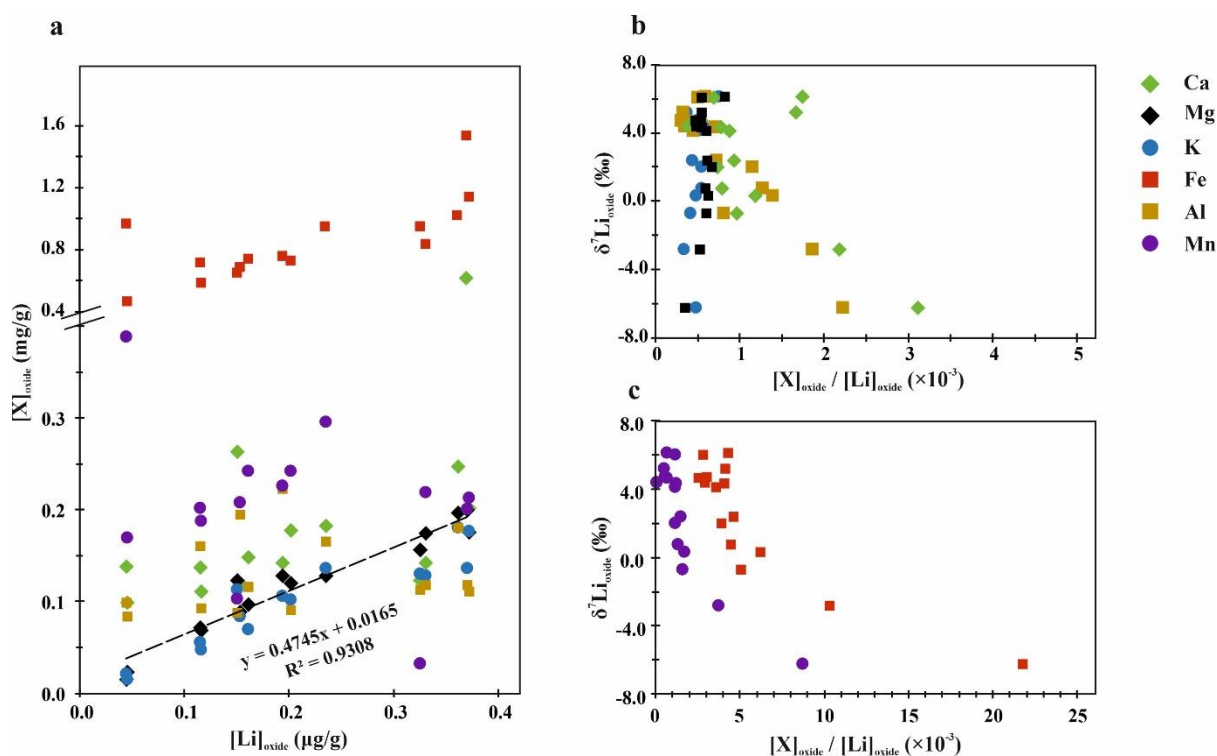 a
[X]oxide (mg/g)
1.6
1.2
0.8
0.4
0.3
0.2
0.1
0.0
y = 0.4745x + 0.0165
R² = 0.9308
0.0 0.1 0.2 0.3 0.4
[Li]oxide (µg/g)
b
δ⁷Lioxide (‰)
8.0
4.0
0.0
-4.0
-8.0
0 1 2 3 4 5
[X]oxide / [Li]oxide (×10⁻³)
c
δ⁷Lioxide (‰)
8.0
4.0
0.0
-4.0
-8.0
0 5 10 15 20 25
[X]oxide / [Li]oxide (×10⁻³)
Ca
Mg
K
Fe
Al
Mn